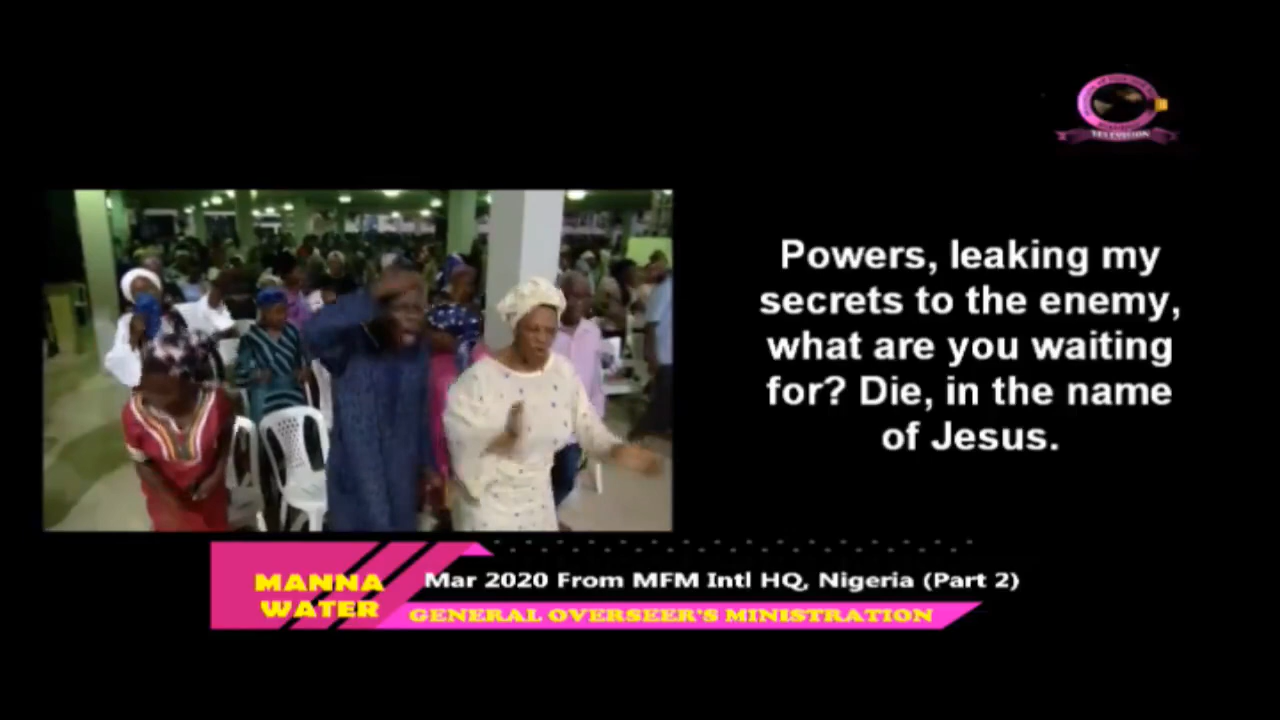 TELEVISION
Powers, leaking my
secrets to the enemy,
what are you waiting
for? Die, in the name
of Jesus.
MANNA
WATER
Mar 2020 From MFM Intl HQ, Nigeria (Part 2)
GENERAL OVERSEER'S MINISTRATION